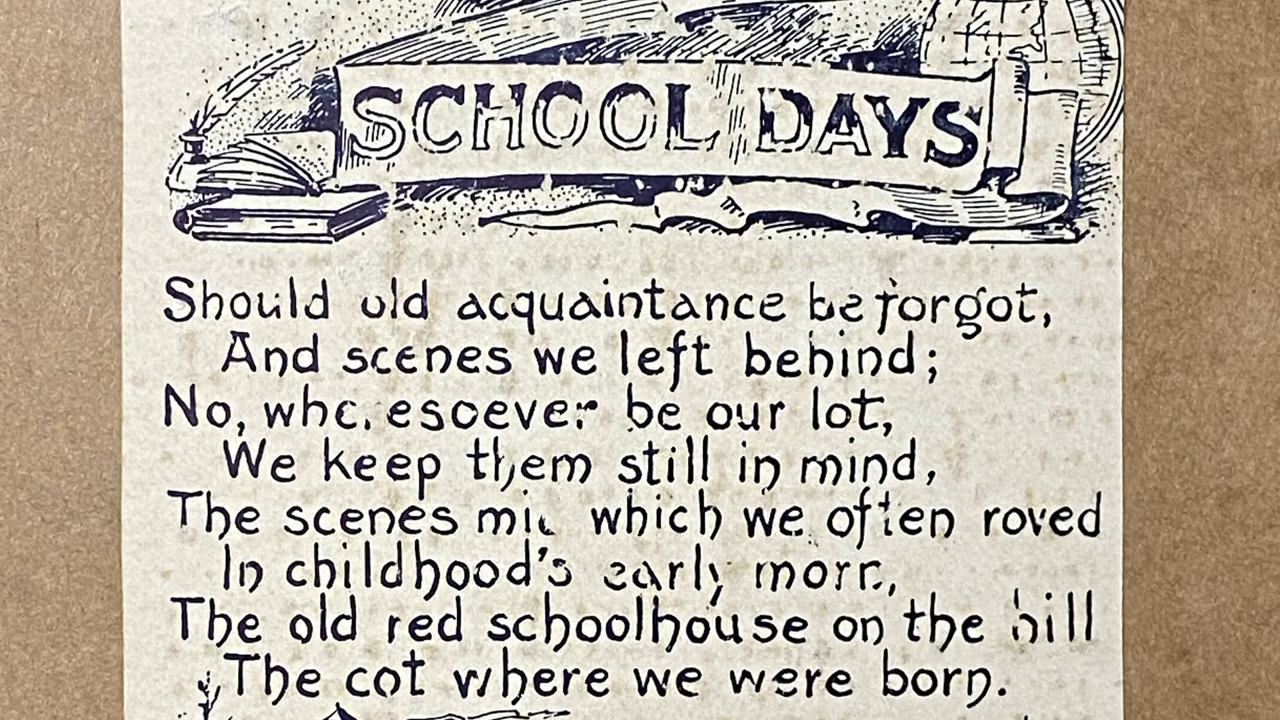 SCHOOL DAYS
Should old acquaintance be forgot,
And scenes we left behind;
No, wheresoever be our lot,
We keep them still in mind,
The scenes mid which we often roved
In childhood's early morn,
The old red schoolhouse on the hill
The cot where we were born.